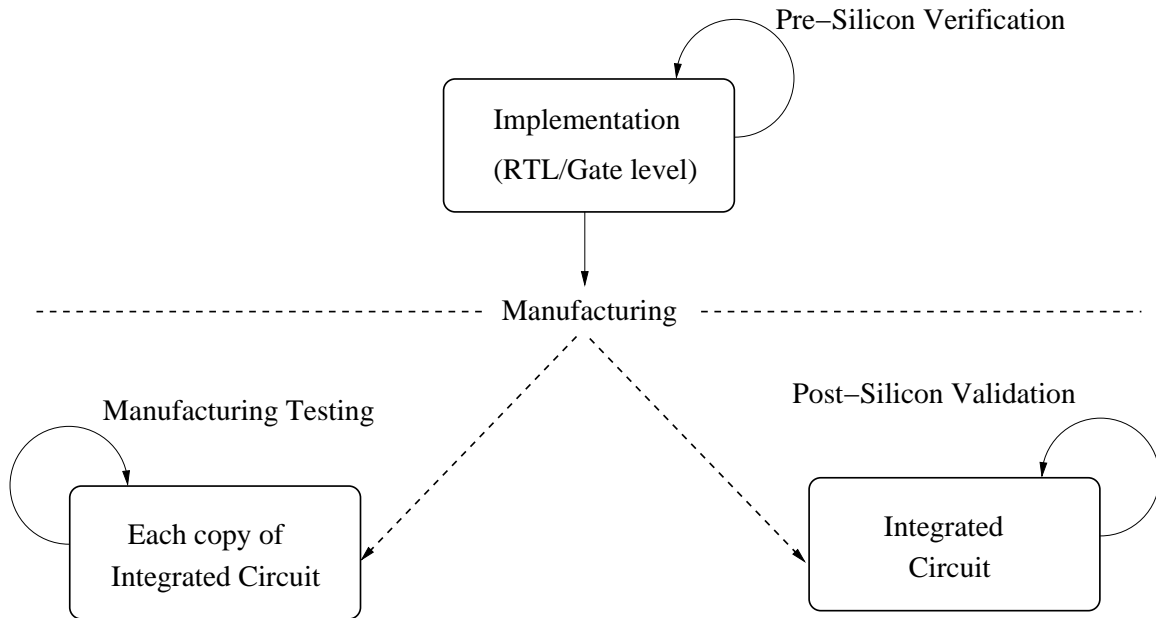 Pre−Silicon Verification
Implementation
(RTL/Gate level)
Manufacturing
Manufacturing Testing
Each copy of
Integrated Circuit
Post−Silicon Validation
Integrated
Circuit